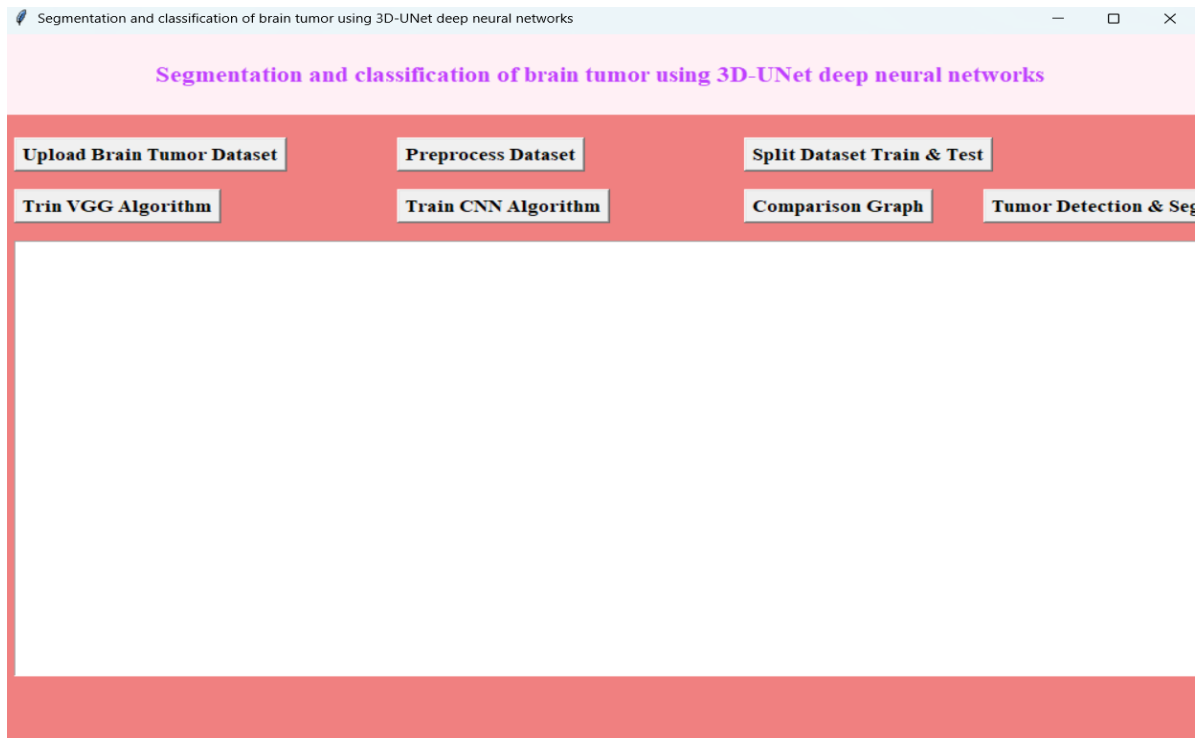 Segmentation and classification of brain tumor using 3D-UNet deep neural networks
Segmentation and classification of brain tumor using 3D-UNet deep neural networks
Upload Brain Tumor Dataset Preprocess Dataset Split Dataset Train & Test
Trin VGG Algorithm Train CNN Algorithm Comparison Graph Tumor Detection & Seg